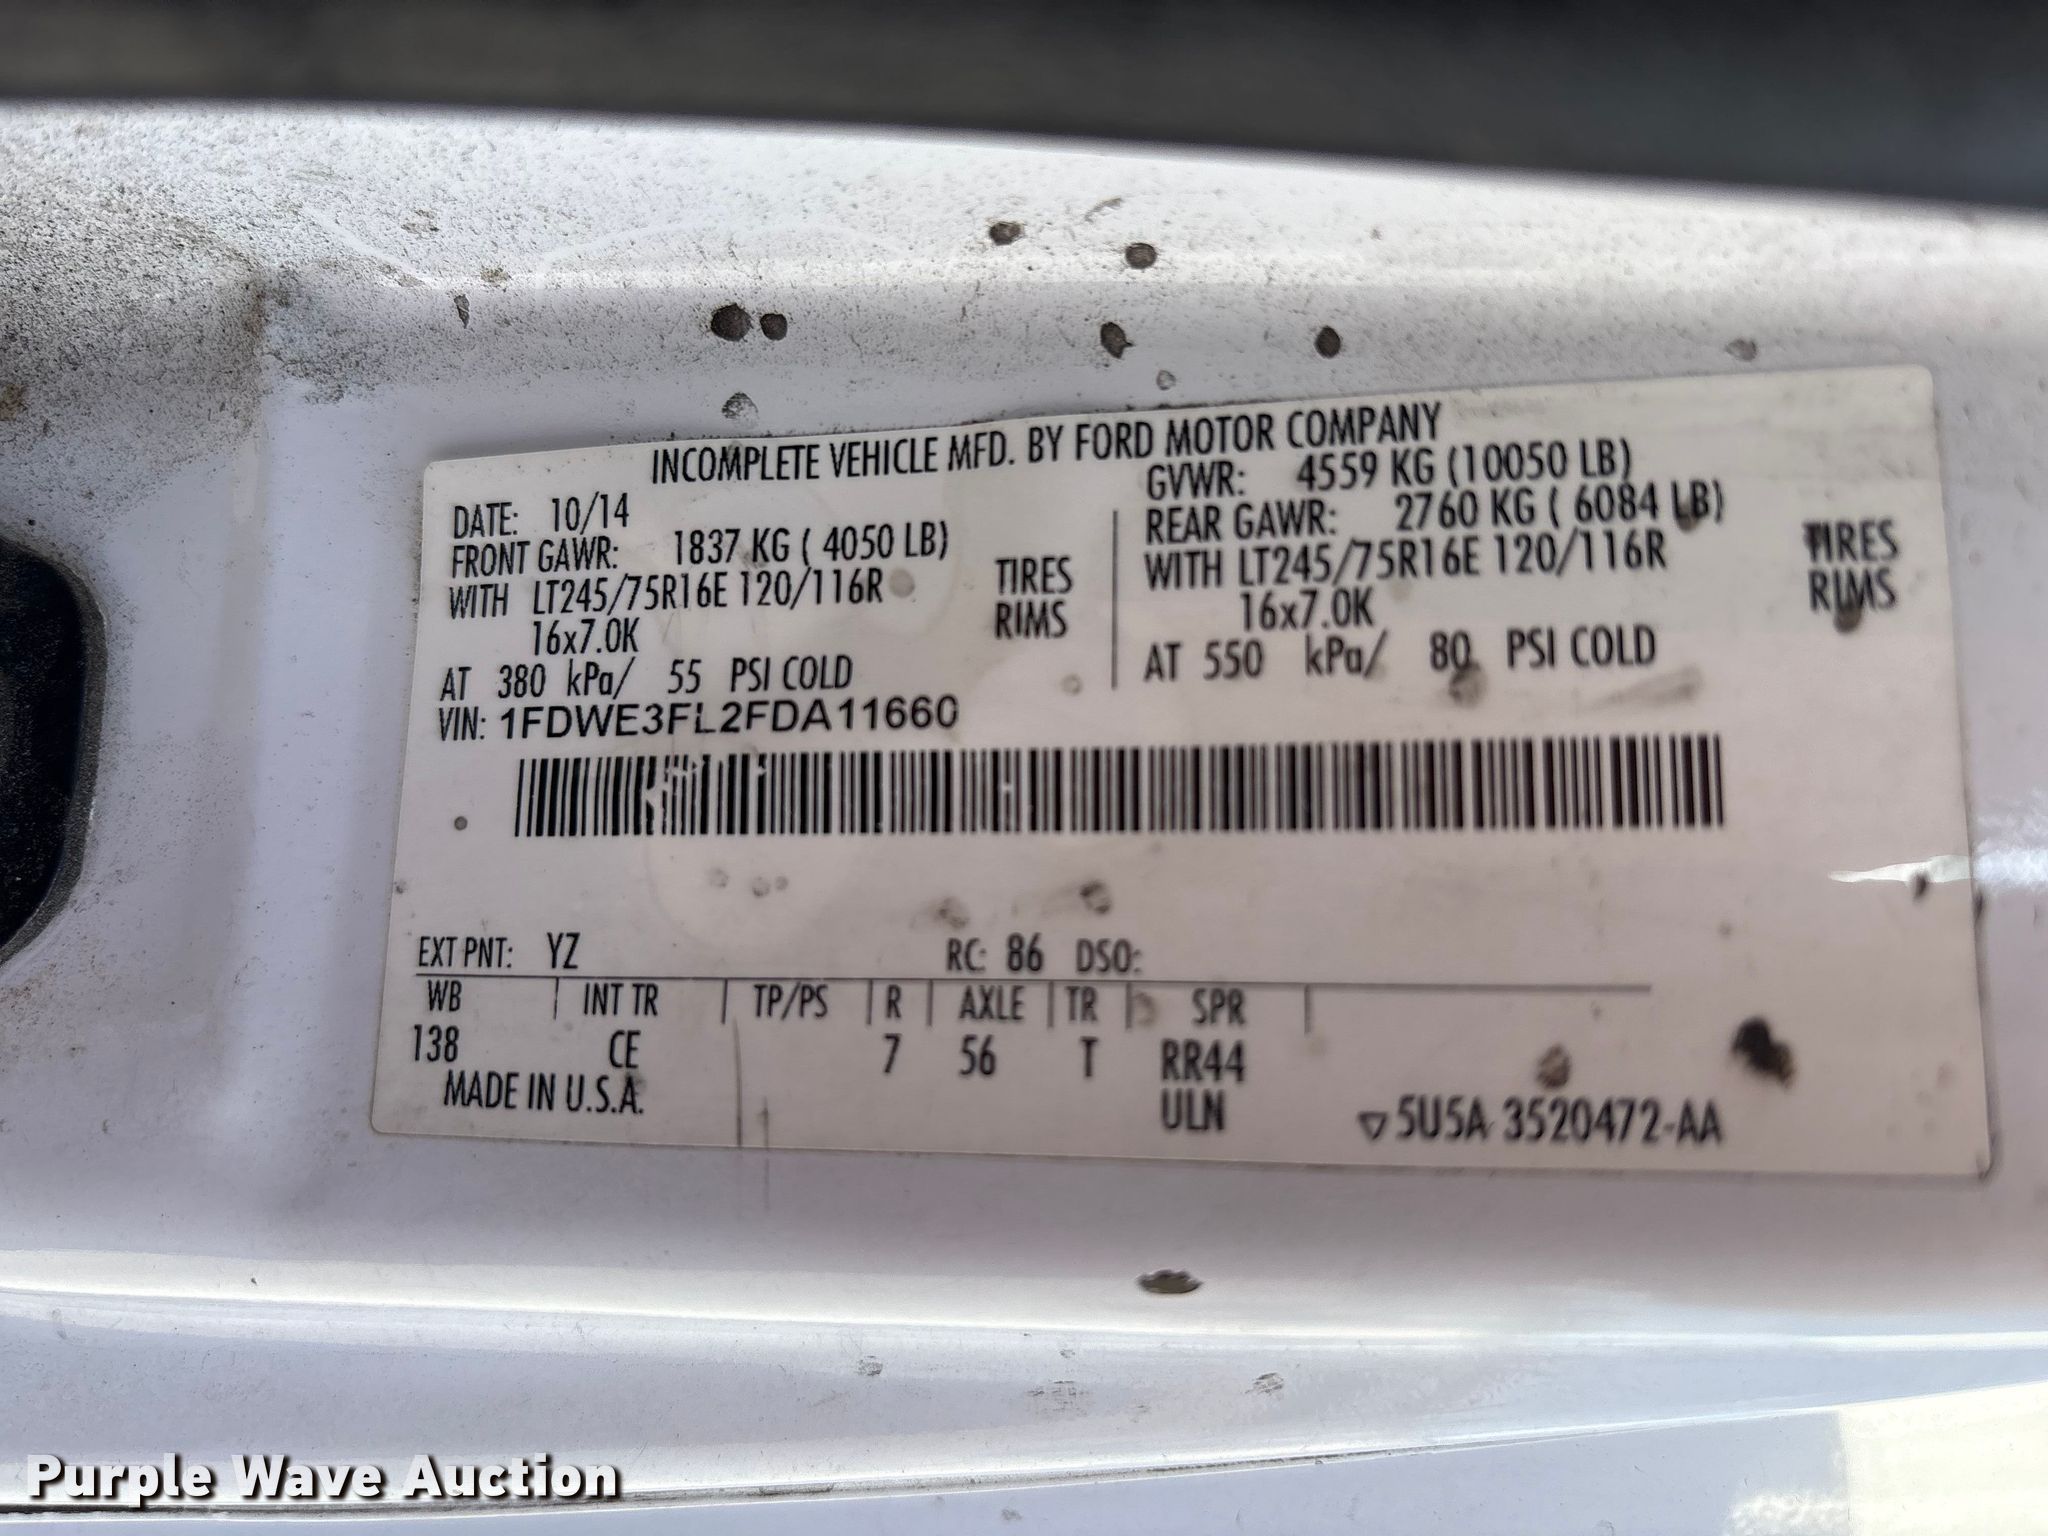 INCOMPLETE VEHICLE MFD. BY FORD MOTOR COMPANY
DATE: 10/14
FRONT GAWR: 1837 KG ( 4050 LB)
WITH LT245/75R16E 120/116R TIRES
16x7.0K RIMS
AT 380 kPa/ 55 PSI COLD
GVWR: 4559 KG (10050 LB)
REAR GAWR: 2760 KG ( 6084 LB)
WITH LT245/75R16E 120/116R TIRES
16x7.0K RIMS
AT 550 kPa/ 80 PSI COLD
VIN: 1FDWE3FL2FDA11660
EXT PNT: YZ RC: 86 DSO:
WB INT TR TP/PS R AXLE TR SPR
138 CE 7 56 T RR44
MADE IN U.S.A. ULN
▽5U5A 3520472-AA
Purple Wave Auction